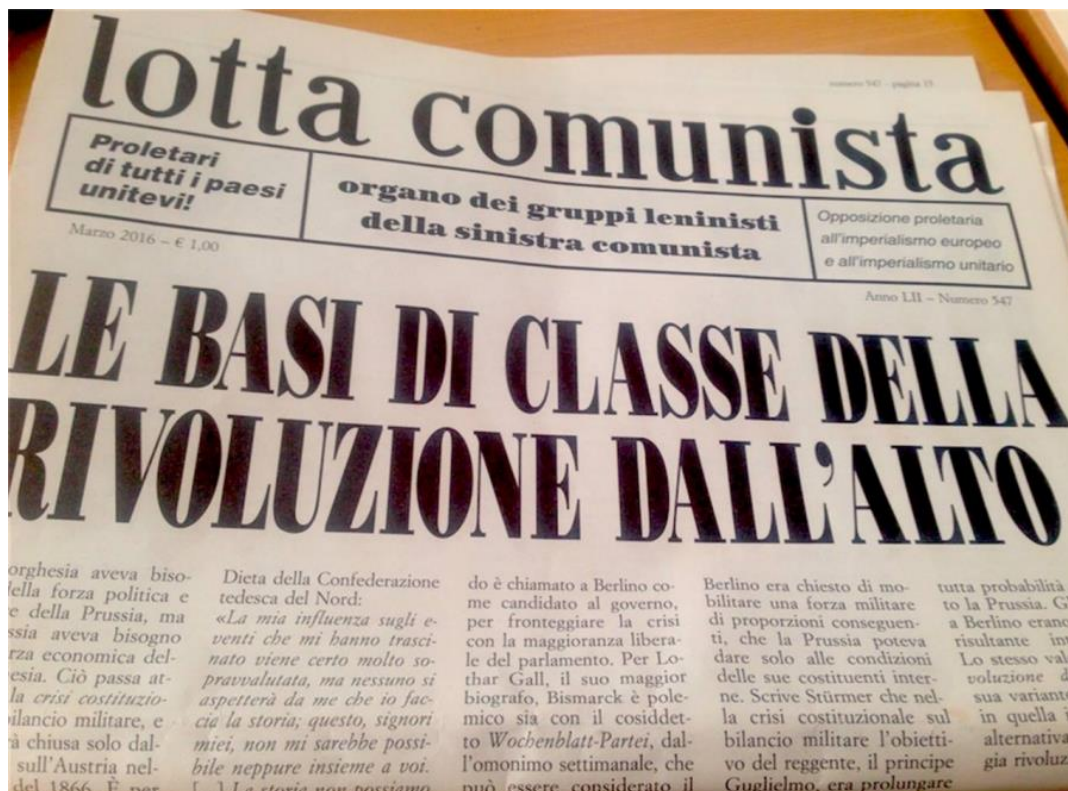 lotta comunista
numero 547 - pagina 15
Proletari
di tutti i paesi
unitevi!
organo dei gruppi leninisti
della sinistra comunista
Opposizione proletaria
all'imperialismo europeo
e all'imperialismo unitario
Marzo 2016 – € 1,00
Anno LII – Numero 547
LE BASI DI CLASSE DELLA
RIVOLUZIONE DALL'ALTO
orghesia aveva biso-
della forza politica e
e della Prussia, ma
ssia aveva bisogno
rza economica del-
esia. Ciò passa at-
la crisi costituzio-
ilancio militare, e
à chiusa solo dal-
sull'Austria nel-
del 1866. È per
Dieta della Confederazione
tedesca del Nord:
«La mia influenza sugli e-
venti che mi hanno trasci-
nato viene certo molto so-
pravvalutata, ma nessuno si
aspetterà da me che io fac-
cia la storia; questo, signori
miei, non mi sarebbe possi-
bile neppure insieme a voi.
[...] La storia non possiamo
do è chiamato a Berlino co-
me candidato al governo,
per fronteggiare la crisi
con la maggioranza libera-
le del parlamento. Per Lo-
thar Gall, il suo maggior
biografo, Bismarck è pole-
mico sia con il cosiddet-
to Wochenblatt-Partei, dal-
l'omonimo settimanale, che
può essere considerato il
Berlino era chiesto di mo-
bilitare una forza militare
di proporzioni conseguen-
ti, che la Prussia poteva
dare solo alle condizioni
delle sue costituenti inter-
ne. Scrive Stürmer che nel-
la crisi costituzionale sul
bilancio militare l'obietti-
vo del reggente, il principe
Guglielmo, era prolungare
tutta probabilità
to la Prussia. G
a Berlino erano
risultante in
Lo stesso val
voluzione d
sua variante
in quella i
alternativa
gia rivoluz